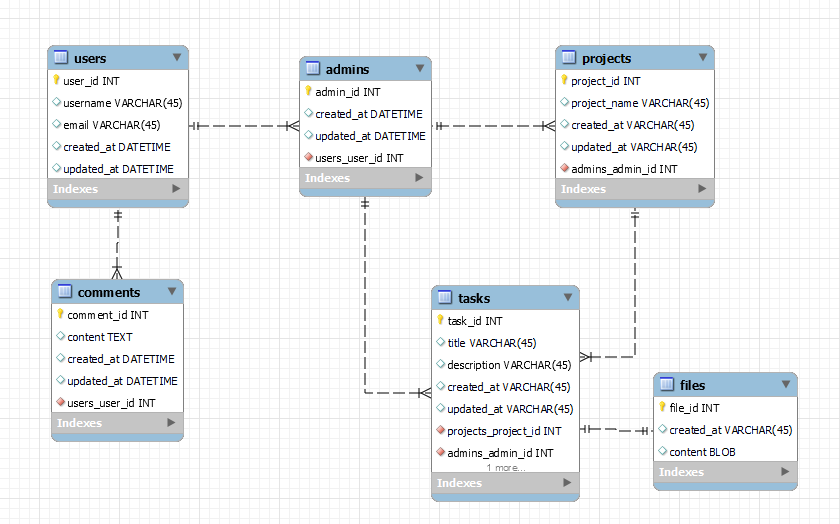 users
user_id INT
username VARCHAR(45)
email VARCHAR(45)
created_at DATETIME
updated_at DATETIME
Indexes
admins
admin_id INT
created_at DATETIME
updated_at DATETIME
users_user_id INT
Indexes
projects
project_id INT
project_name VARCHAR(45)
created_at VARCHAR(45)
updated_at VARCHAR(45)
admins_admin_id INT
Indexes
comments
comment_id INT
content TEXT
created_at DATETIME
updated_at DATETIME
users_user_id INT
Indexes
tasks
task_id INT
title VARCHAR(45)
description VARCHAR(45)
created_at VARCHAR(45)
updated_at VARCHAR(45)
projects_project_id INT
admins_admin_id INT
1 more...
Indexes
files
file_id INT
created_at VARCHAR(45)
content BLOB
Indexes